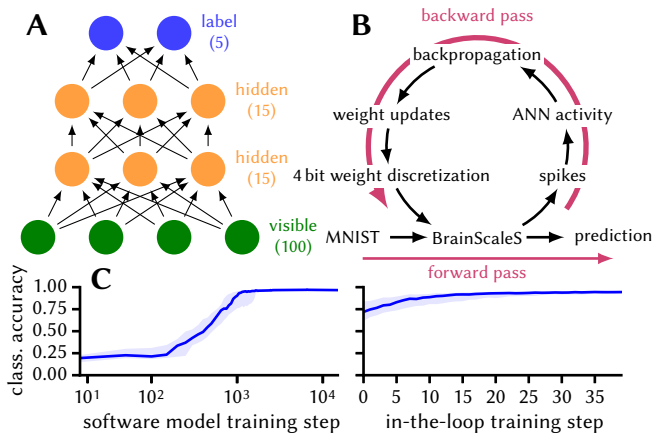 A
label
(5)
hidden
(15)
hidden
(15)
visible
(100)
B
backward pass
backpropagation
weight updates
ANN activity
4 bit weight discretization
spikes
MNIST
BrainScaleS
prediction
forward pass
C
class. accuracy
1.00
0.75
0.50
0.25
0.00
10¹
10²
10³
10⁴
software model training step
0
5
10
15
20
25
30
35
in-the-loop training step